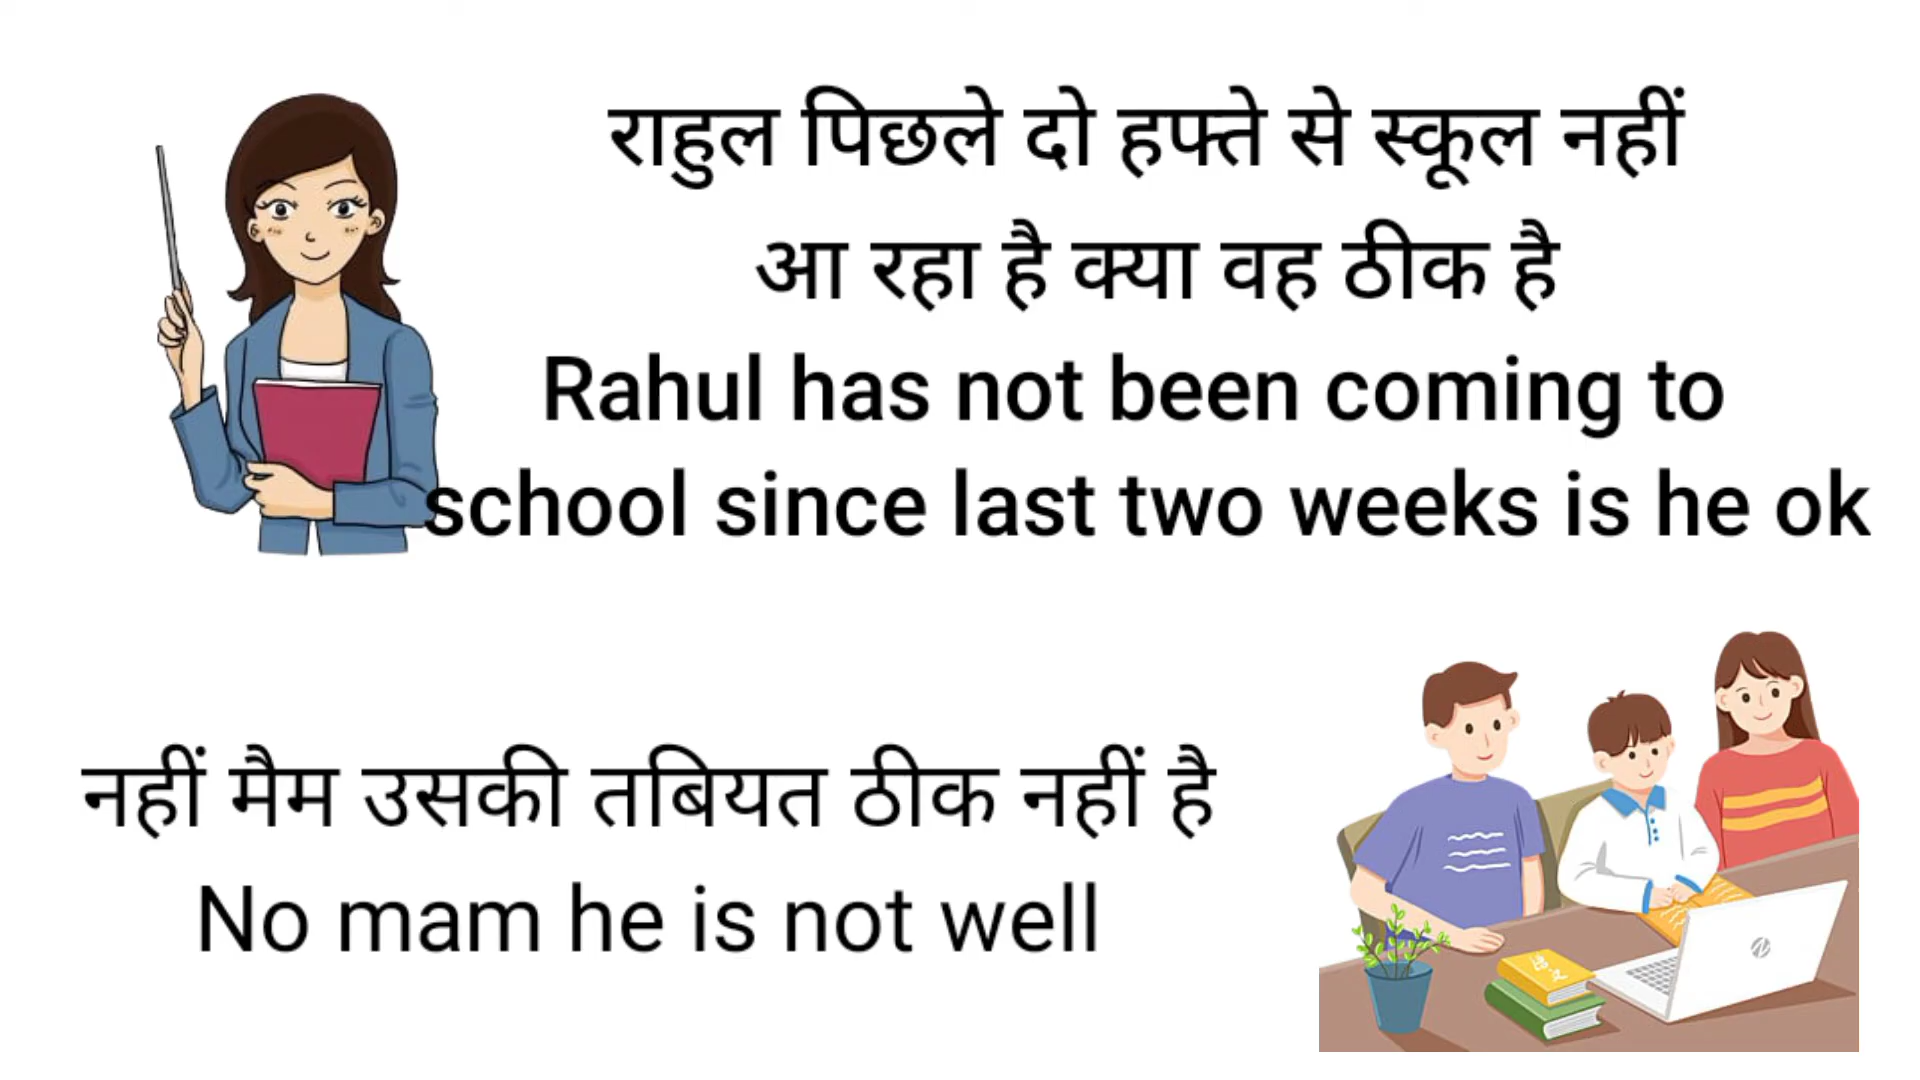 राहुल पिछले दो हफ्ते से स्कूल नहीं
आ रहा है क्या वह ठीक है
Rahul has not been coming to
school since last two weeks is he ok
नहीं मैम उसकी तबियत ठीक नहीं है
No mam he is not well